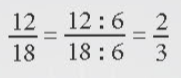 12/18 = 12 : 6/18 : 6 = 2/3